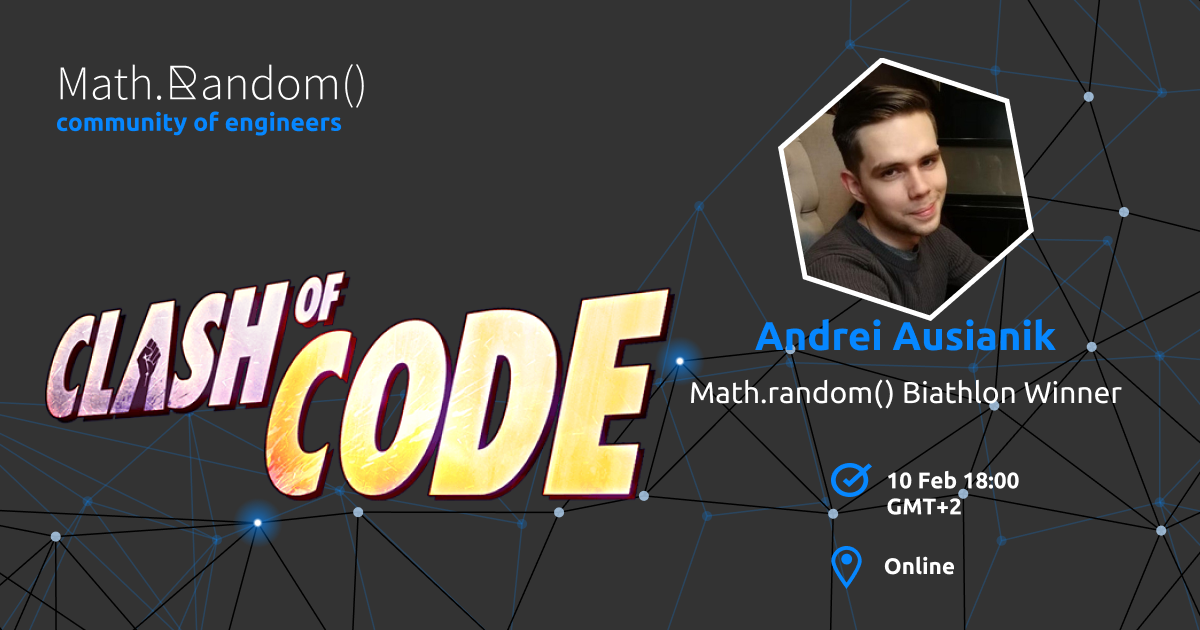 Math.Random()
community of engineers
CLASH OF
CODE
Andrei Ausianik
Math.random() Biathlon Winner
10 Feb 18:00
GMT+2
Online